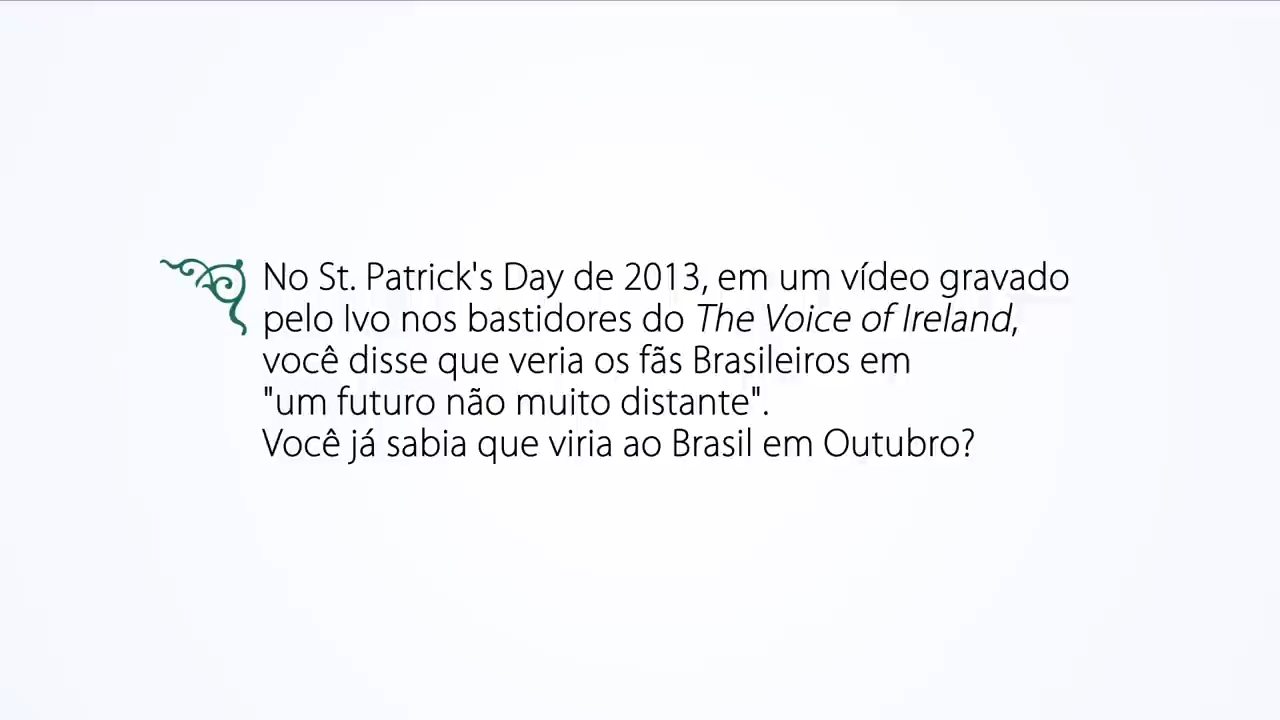 No St. Patrick's Day de 2013, em um vídeo gravado
pelo Ivo nos bastidores do The Voice of Ireland,
você disse que veria os fãs Brasileiros em
"um futuro não muito distante".
Você já sabia que viria ao Brasil em Outubro?